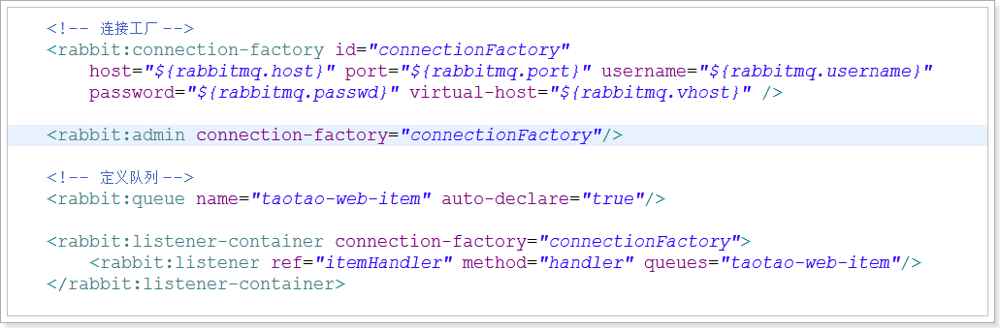 <!-- 连接工厂 -->
<rabbit:connection-factory id="connectionFactory"
host="${rabbitmq.host}" port="${rabbitmq.port}" username="${rabbitmq.username}"
password="${rabbitmq.passwd}" virtual-host="${rabbitmq.vhost}" />
<rabbit:admin connection-factory="connectionFactory"/>
<!-- 定义队列 -->
<rabbit:queue name="taotao-web-item" auto-declare="true"/>
<rabbit:listener-container connection-factory="connectionFactory">
<rabbit:listener ref="itemHandler" method="handler" queues="taotao-web-item"/>
</rabbit:listener-container>